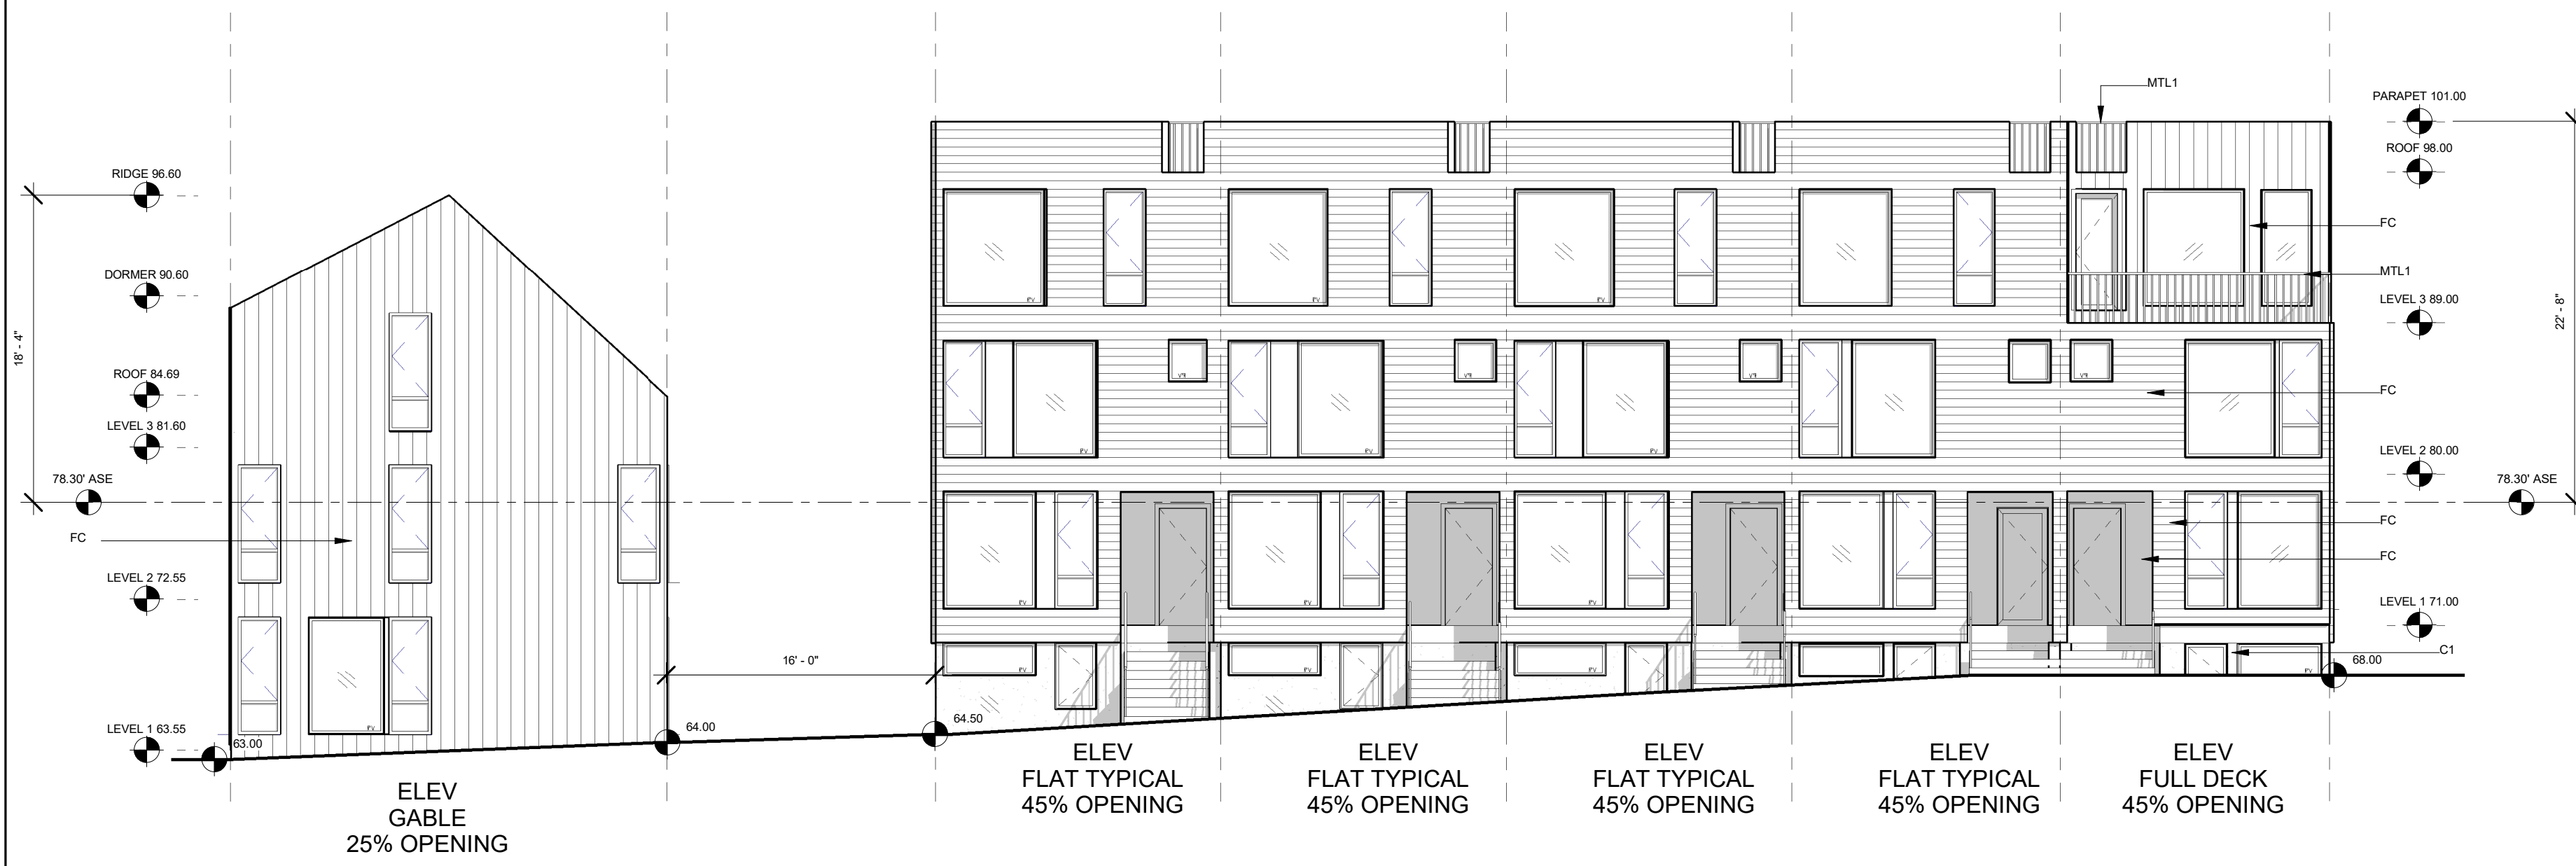 MTL1
PARAPET 101.00
ROOF 98.00
RIDGE 96.60
FC
DORMER 90.60
MTL1
LEVEL 3 89.00
18' - 4"
22' - 8"
ROOF 84.69
FC
LEVEL 3 81.60
LEVEL 2 80.00
78.30' ASE
78.30' ASE
FC
FC
FC
LEVEL 2 72.55
LEVEL 1 71.00
C1
16' - 0"
68.00
64.50
64.00
LEVEL 1 63.55
63.00
ELEV
GABLE
25% OPENING
ELEV
FLAT TYPICAL
45% OPENING
ELEV
FLAT TYPICAL
45% OPENING
ELEV
FLAT TYPICAL
45% OPENING
ELEV
FLAT TYPICAL
45% OPENING
ELEV
FULL DECK
45% OPENING